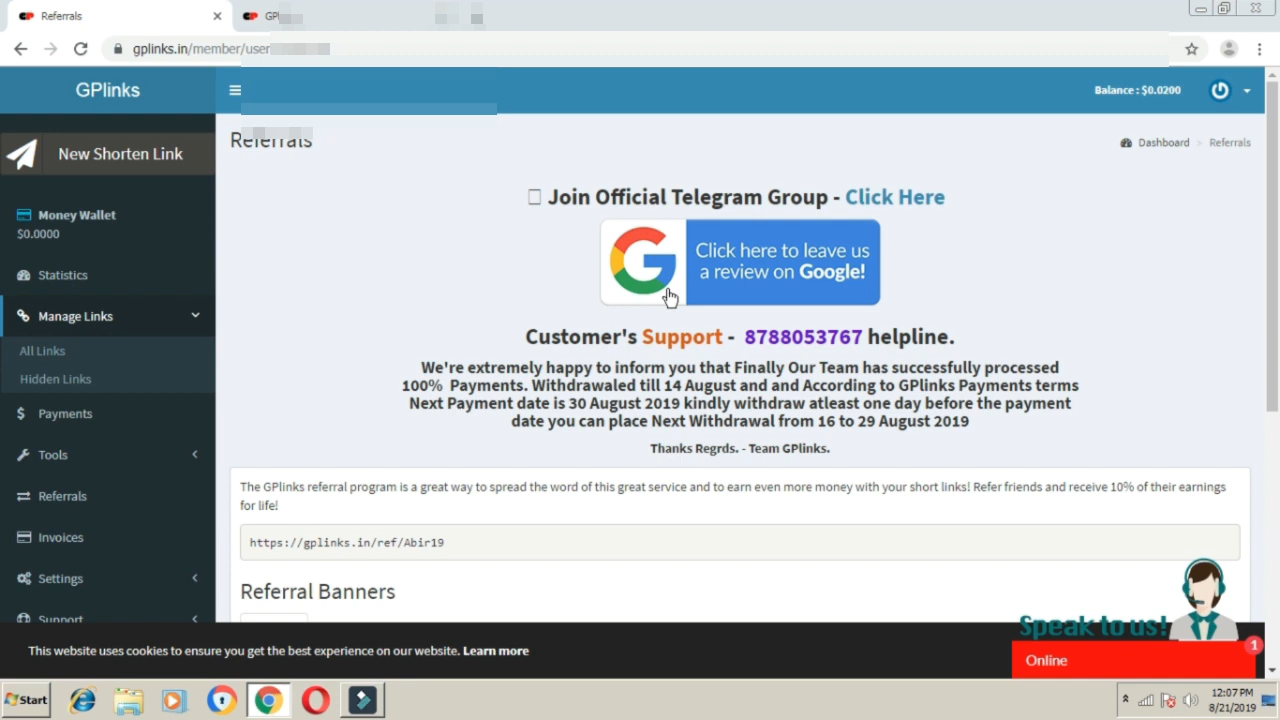 Referrals
gplinks.in/member/user
GPlinks
Balance : $0.0200
New Shorten Link
Referrals
Dashboard
Referrals
Join Official Telegram Group - Click Here
Click here to leave us
a review on Google!
Money Wallet
$0.0000
Statistics
Manage Links
All Links
Hidden Links
Payments
Tools
Referrals
Invoices
Settings
Support
Customer's Support - 8788053767 helpline.
We're extremely happy to inform you that Finally Our Team has successfully processed
100% Payments. Withdrawaled till 14 August and and According to GPlinks Payments terms
Next Payment date is 30 August 2019 kindly withdraw atleast one day before the payment
date you can place Next Withdrawal from 16 to 29 August 2019
Thanks Regrds. - Team GPlinks.
The GPlinks referral program is a great way to spread the word of this great service and to earn even more money with your short links! Refer friends and receive 10% of their earnings
for life!
https://gplinks.in/ref/Abir19
Referral Banners
Speak to us!
1
Online
This website uses cookies to ensure you get the best experience on our website. Learn more
Start
12:07 PM
8/21/2019